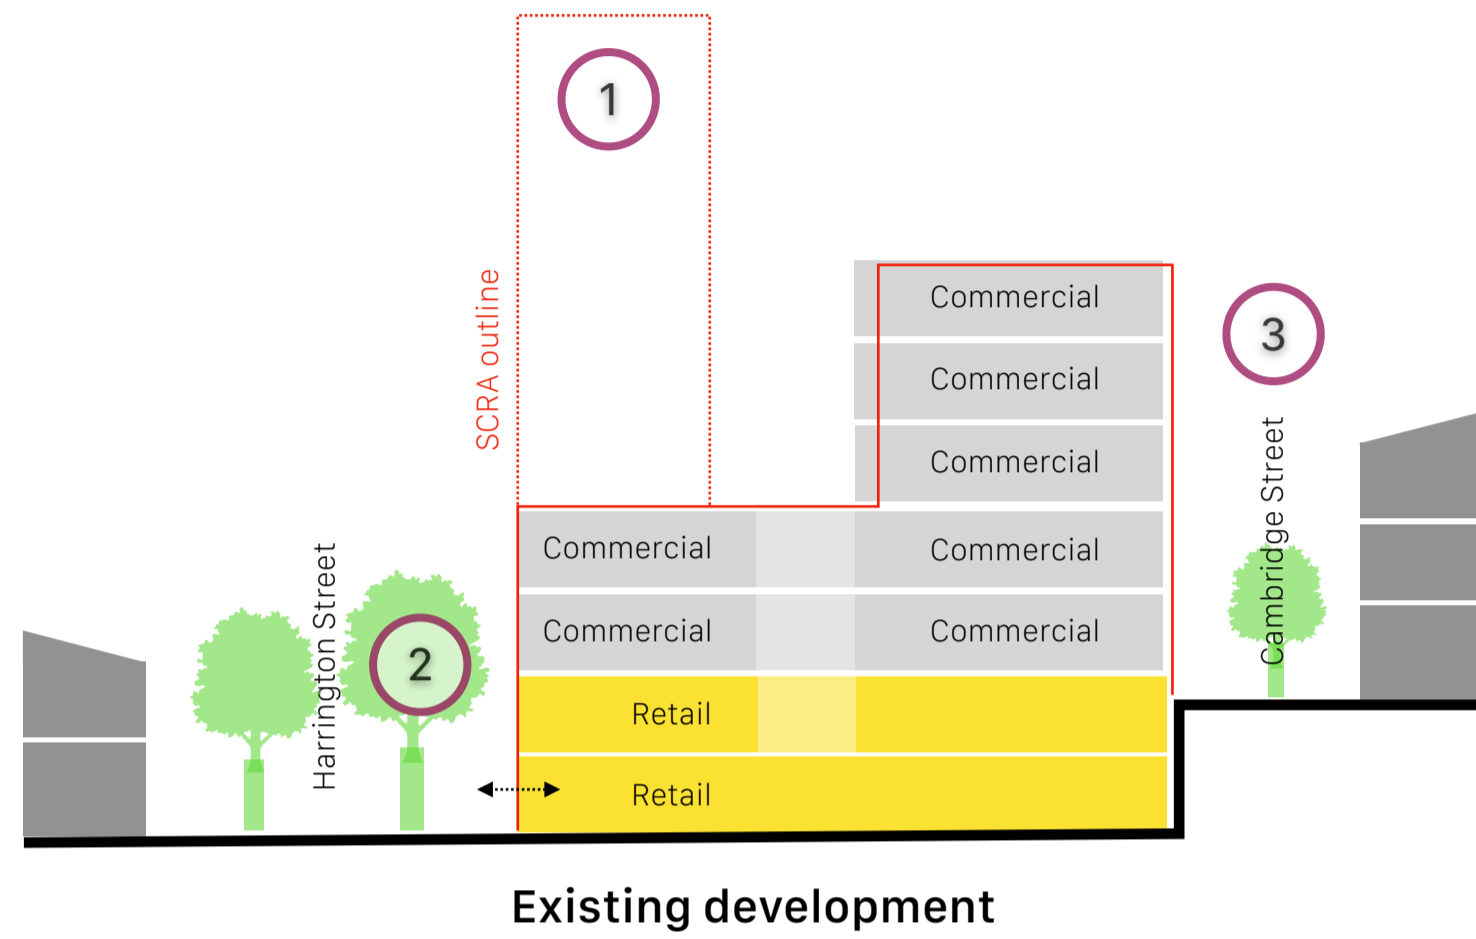 1
SCRA outline
Commercial
3
Commercial
Commercial
Cambridge Street
Commercial
Commercial
Harrington Street
2
Commercial
Commercial
Retail
Retail
Existing development